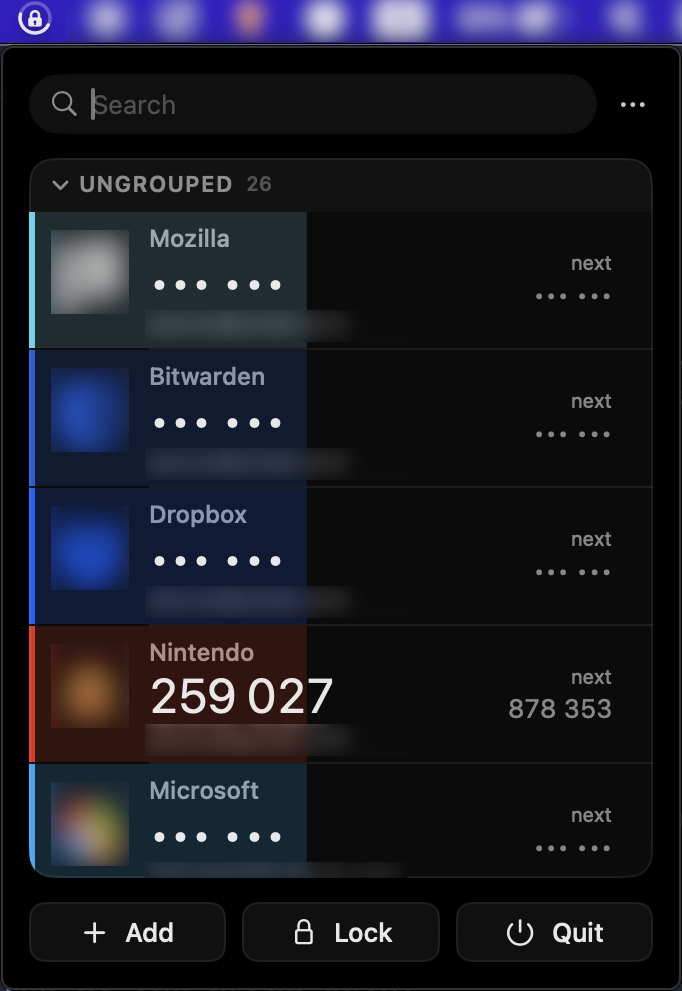 Search
...
UNGROUPED 26
Mozilla
next
••• •••
••• •••
Bitwarden
next
••• •••
••• •••
Dropbox
next
••• •••
••• •••
Nintendo
next
259 027
878 353
Microsoft
next
••• •••
••• •••
+ Add
Lock
Quit